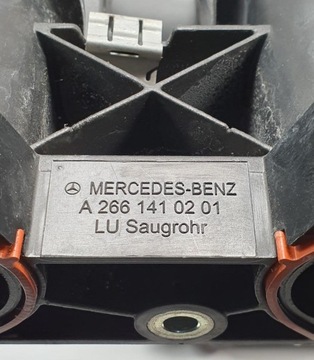 MERCEDES-BENZ
A 266 141 02 01
LU Saugrohr